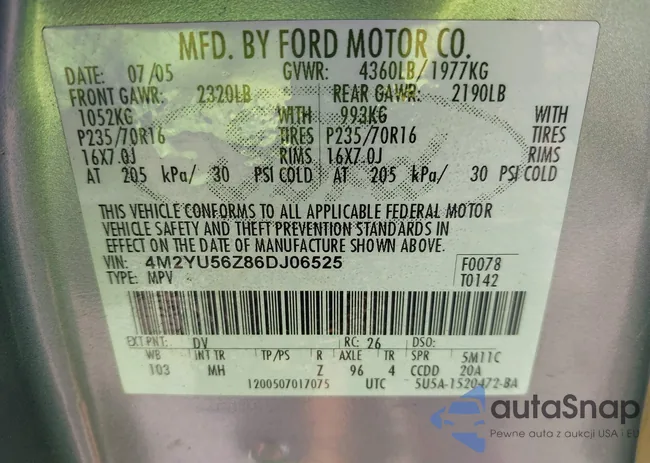 MFD. BY FORD MOTOR CO.
DATE: 07/05 GVWR: 4360LB/1977KG
FRONT GAWR: 2320LB REAR GAWR: 2190LB
1052KG WITH 993KG WITH
P235/70R16 TIRES P235/70R16 TIRES
16X7.0J RIMS 16X7.0J RIMS
AT 205 kPa/ 30 PSI COLD AT 205 kPa/ 30 PSI COLD
THIS VEHICLE CONFORMS TO ALL APPLICABLE FEDERAL MOTOR
VEHICLE SAFETY AND THEFT PREVENTION STANDARDS IN
EFFECT ON THE DATE OF MANUFACTURE SHOWN ABOVE.
VIN: 4M2YU56Z86DJ06525 F0078
TYPE: MPV T0142
EXT PNT: DV RC: 26 DSO:
WB INT TR TP/PS R AXLE TR SPR 5M11C
103 MH Z 96 4 CCDD 20A
1200507017075 UTC 5U5A-1520472-BA
autaSnap
Pewne auta z aukcji USA i EU